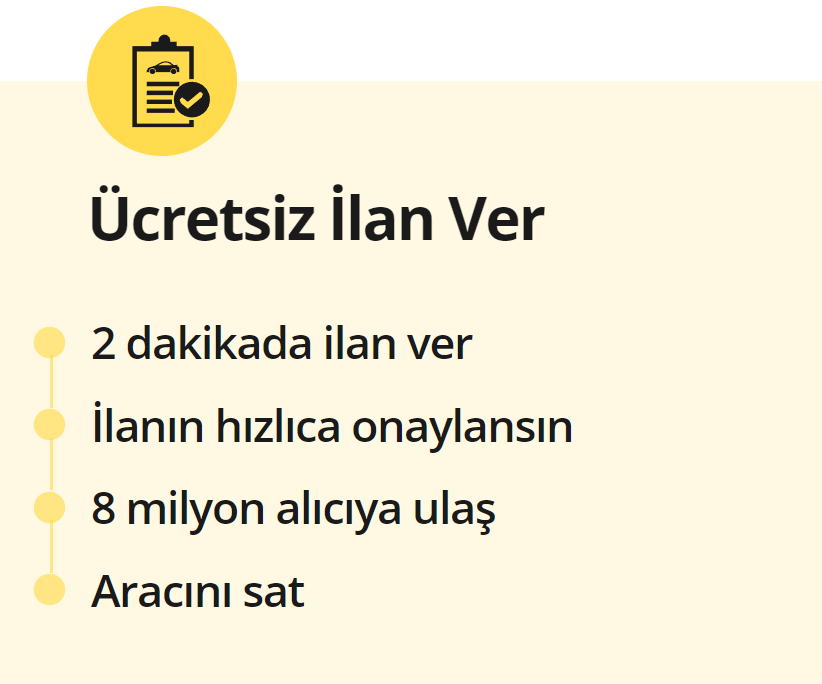 Ücretsiz İlan Ver
2 dakikada ilan ver
İlanın hızlıca onaylansın
8 milyon alıcıya ulaş
Aracını sat